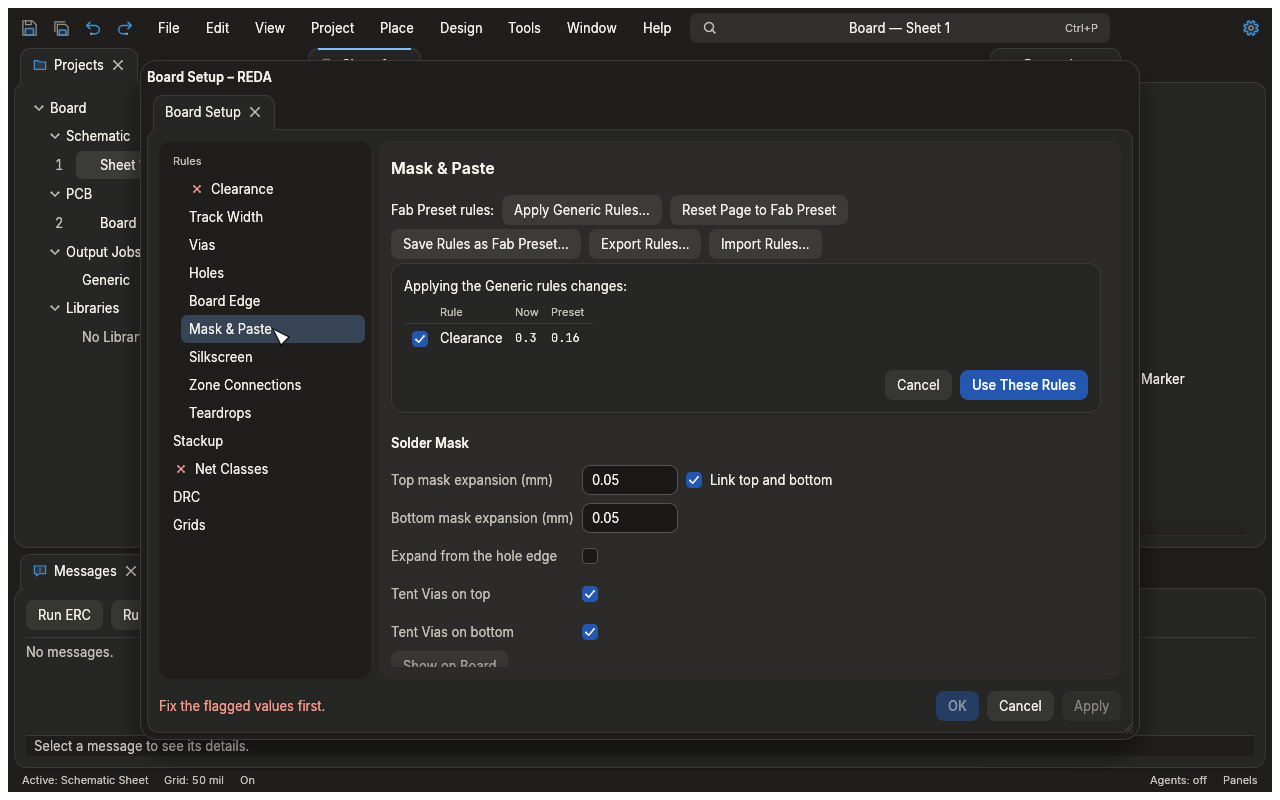 File Edit View Project Place Design Tools Window Help Board — Sheet 1 Ctrl+P
Projects
Board Setup – REDA
Board Setup
Board
Schematic
1 Sheet
PCB
2 Board
Output Jobs
Generic
Libraries
No
Rules
Clearance
Track Width
Vias
Holes
Board Edge
Mask & Paste
Silkscreen
Zone Connections
Teardrops
Stackup
Net Classes
DRC
Grids
Mask & Paste
Fab Preset rules: Apply Generic Rules... Reset Page to Fab Preset
Save Rules as Fab Preset... Export Rules... Import Rules...
Applying the Generic rules changes:
Rule Now Preset
Clearance 0.3 0.16
Cancel Use These Rules
Solder Mask
Top mask expansion (mm) 0.05 Link top and bottom
Bottom mask expansion (mm) 0.05
Expand from the hole edge
Tent Vias on top
Tent Vias on bottom
Show on Board
Marker
Fix the flagged values first.
OK Cancel Apply
Messages
Run ERC Ru
No messages.
Select a message to see its details.
Active: Schematic Sheet Grid: 50 mil On Agents: off Panels